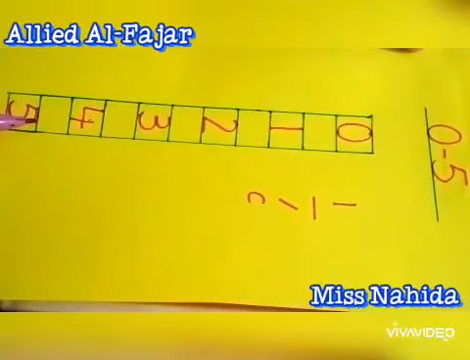 Allied Al-Fajar
0-5
0 1 2 3 4 5
Miss Nahida
VIVAVIDEO